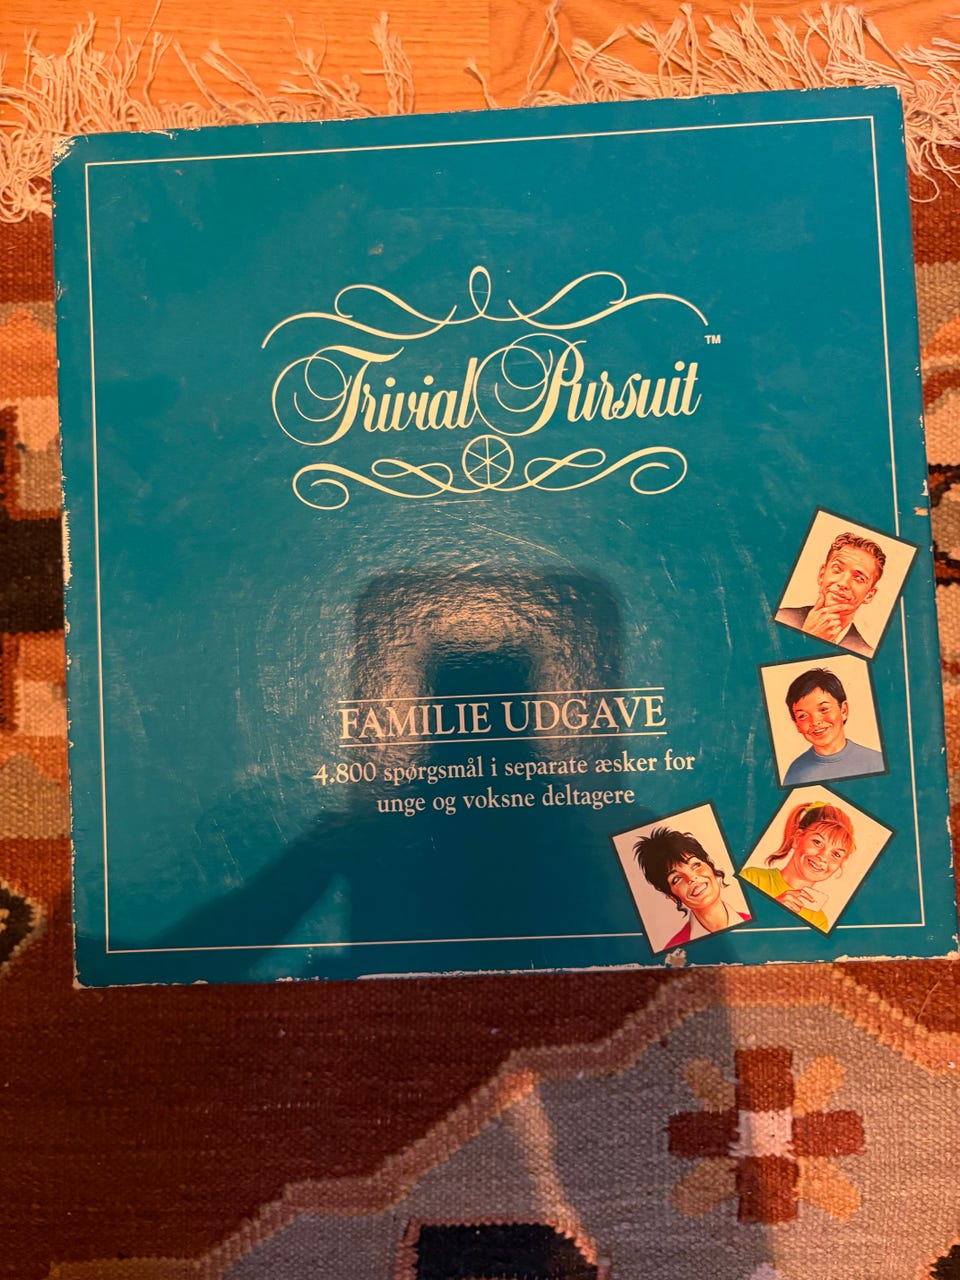 Trivial Pursuit™
FAMILIE UDGAVE
4.800 spørgsmål i separate æsker for
unge og voksne deltagere